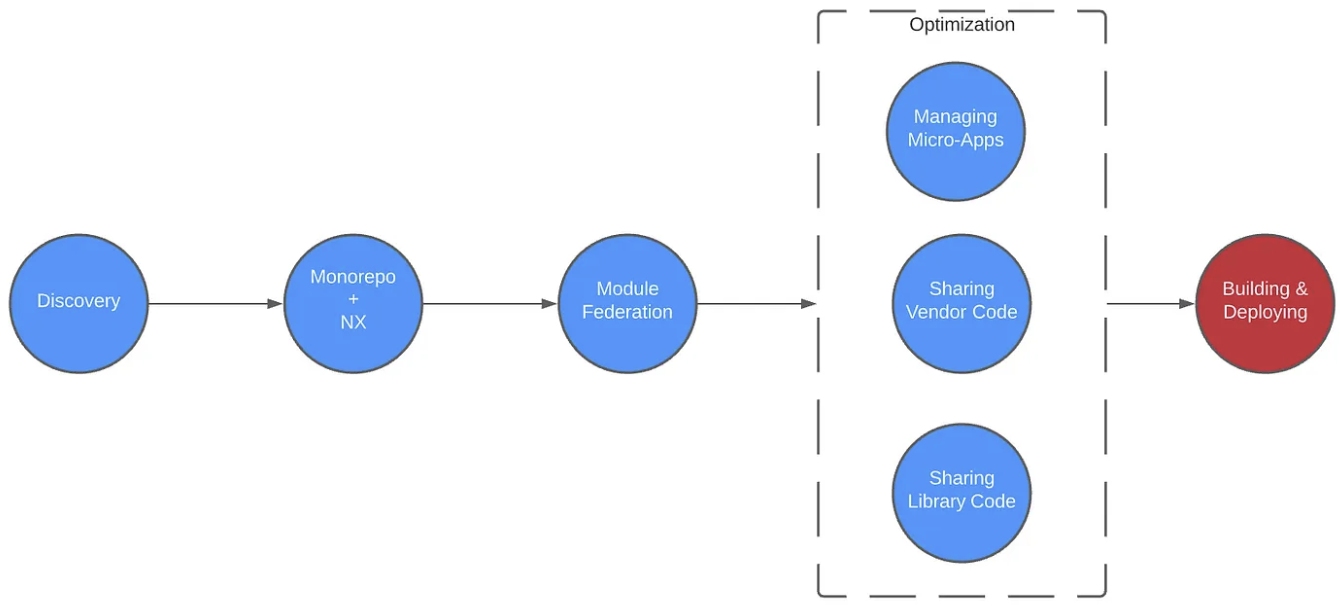 Optimization
Managing
Micro-Apps
Discovery
Monorepo
+
NX
Module
Federation
Sharing
Vendor Code
Building &
Deploying
Sharing
Library Code